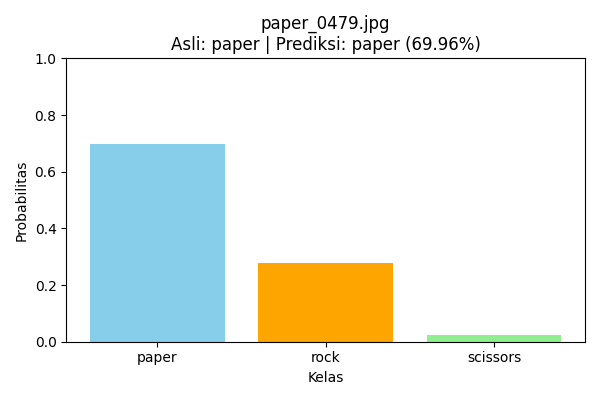 paper_0479.jpg
Asli: paper | Prediksi: paper (69.96%)
1.0
0.8
0.6
0.4
0.2
0.0
Probabilitas
paper
rock
scissors
Kelas